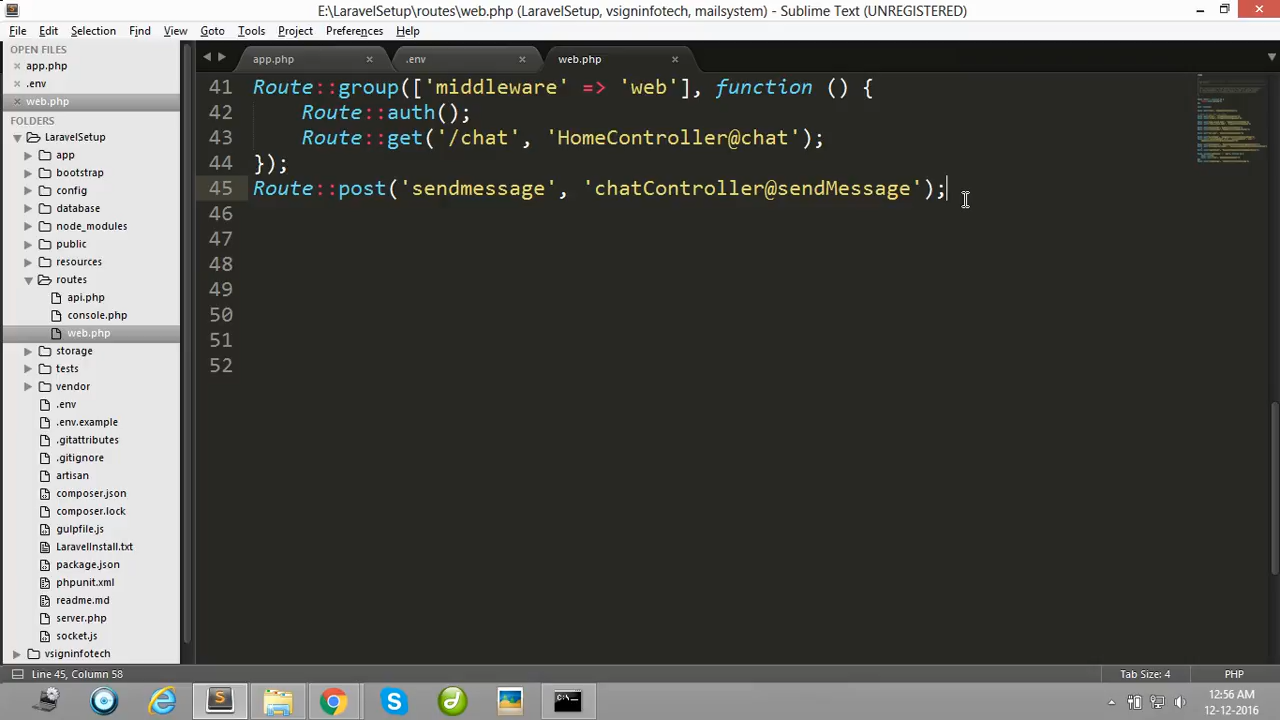 E:\LaravelSetup\routes\web.php (LaravelSetup, vsigninfotech, mailsystem) - Sublime Text (UNREGISTERED)
File Edit Selection Find View Goto Tools Project Preferences Help
OPEN FILES
app.php
.env
web.php
FOLDERS
LaravelSetup
app
bootstrap
config
database
node_modules
public
resources
routes
api.php
console.php
web.php
storage
tests
vendor
.env
.env.example
.gitattributes
.gitignore
artisan
composer.json
composer.lock
gulpfile.js
LaravelInstall.txt
package.json
phpunit.xml
readme.md
server.php
socket.js
vsigninfotech
app.php .env web.php
41 Route::group(['middleware' => 'web'], function () {
42 Route::auth();
43 Route::get('/chat', 'HomeController@chat');
44 });
45 Route::post('sendmessage', 'chatController@sendMessage');
46
47
48
49
50
51
52
Line 45, Column 58 Tab Size: 4 PHP
12:56 AM
12-12-2016